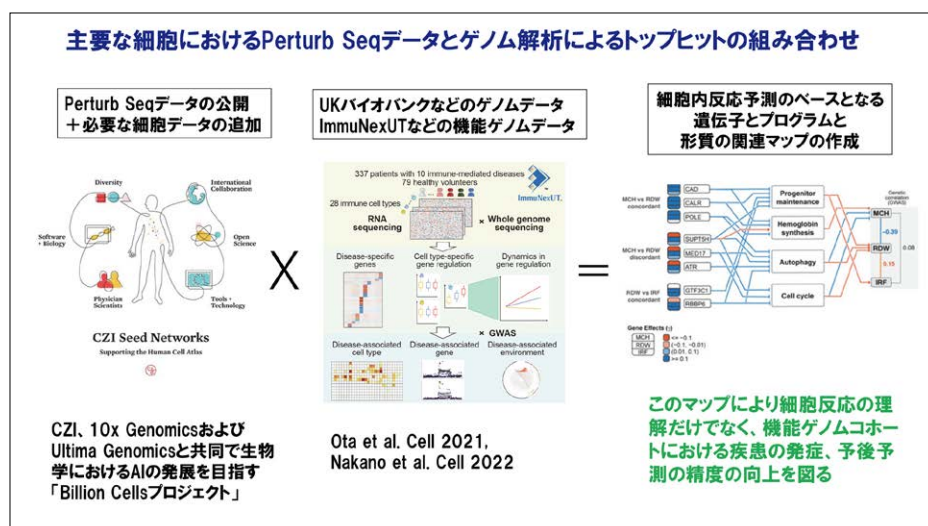 主要な細胞におけるPerturb Seqデータとゲノム解析によるトップヒットの組み合わせ
Perturb Seqデータの公開
＋必要な細胞データの追加
Diversity
International
Collaboration
Software + Biology
Open
Science
Physician
Scientists
Tools +
Technology
CZI Seed Networks
Supporting the Human Cell Atlas
CZI、10x Genomicsおよび
Ultima Genomicsと共同で生物
学におけるAIの発展を目指す
「Billion Cellsプロジェクト」
X
UKバイオバンクなどのゲノムデータ
ImmuNexUTなどの機能ゲノムデータ
337 patients with 10 immune-mediated diseases
79 healthy volunteers
ImmuNexUT
28 immune cell types
RNA
sequencing
×
Whole genome
sequencing
Disease-specific
genes
Cell type-specific
gene regulation
Dynamics in
gene regulation
× GWAS
Disease-associated
cell type
Disease-associated
gene
Disease-associated
environment
Ota et al. Cell 2021,
Nakano et al. Cell 2022
=
細胞内反応予測のベースとなる
遺伝子とプログラムと
形質の関連マップの作成
MCH vs RDW
concordant
CAD
CALR
POLE
MCH vs RDW
discordant
SUPT5H
MED17
ATR
RDW vs IRF
concordant
GTF3C1
RBBP6
Progenitor
maintenance
Hemoglobin
synthesis
Autophagy
Cell cycle
Genetic
correlation
(GWAS)
MCH
−0.39
RDW
0.08
0.15
IRF
Gene Effects (γ)
MCH
RDW
IRF
<= −0.1
(−0.1, −0.01)
(0.01, 0.1)
>= 0.1
このマップにより細胞反応の理
解だけでなく、機能ゲノムコホー
トにおける疾患の発症、予後予
測の精度の向上を図る